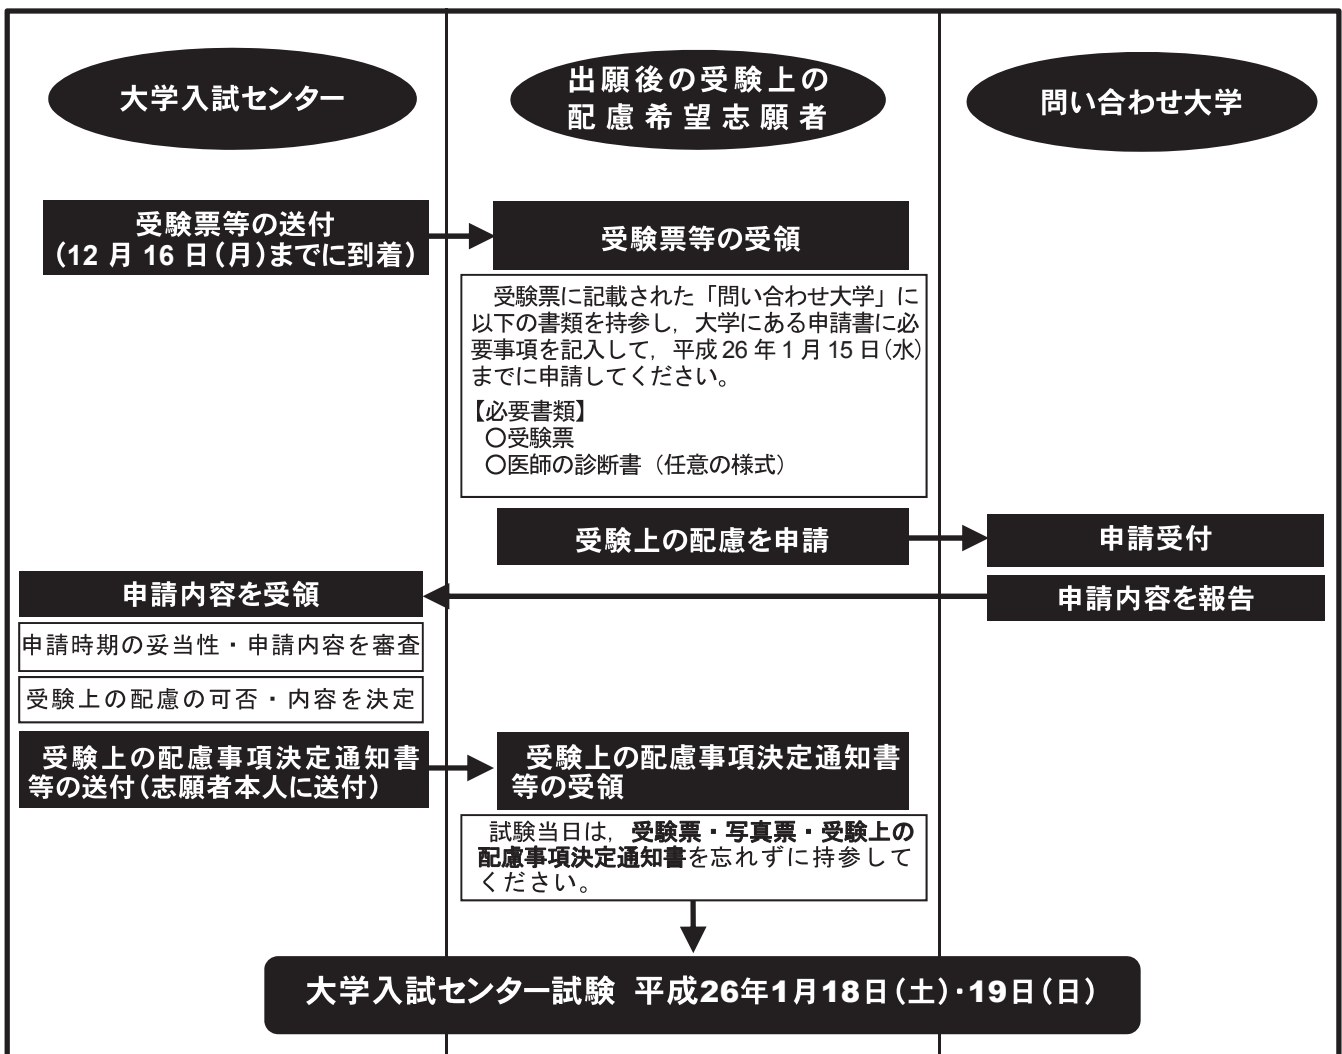 大学入試センター
出願後の受験上の
配慮希望志願者
問い合わせ大学
受験票等の送付
（12 月 16 日（月）までに到着）
受験票等の受領
受験票に記載された「問い合わせ大学」に
以下の書類を持参し，大学にある申請書に必
要事項を記入して，平成 26 年 1 月 15 日（水）
までに申請してください。
【必要書類】
○受験票
○医師の診断書（任意の様式）
受験上の配慮を申請
申請受付
申請内容を受領
申請内容を報告
申請時期の妥当性・申請内容を審査
受験上の配慮の可否・内容を決定
受験上の配慮事項決定通知書
等の送付（志願者本人に送付）
受験上の配慮事項決定通知書
等の受領
試験当日は，受験票・写真票・受験上の
配慮事項決定通知書を忘れずに持参して
ください。
大学入試センター試験 平成26年1月18日（土）・19日（日）